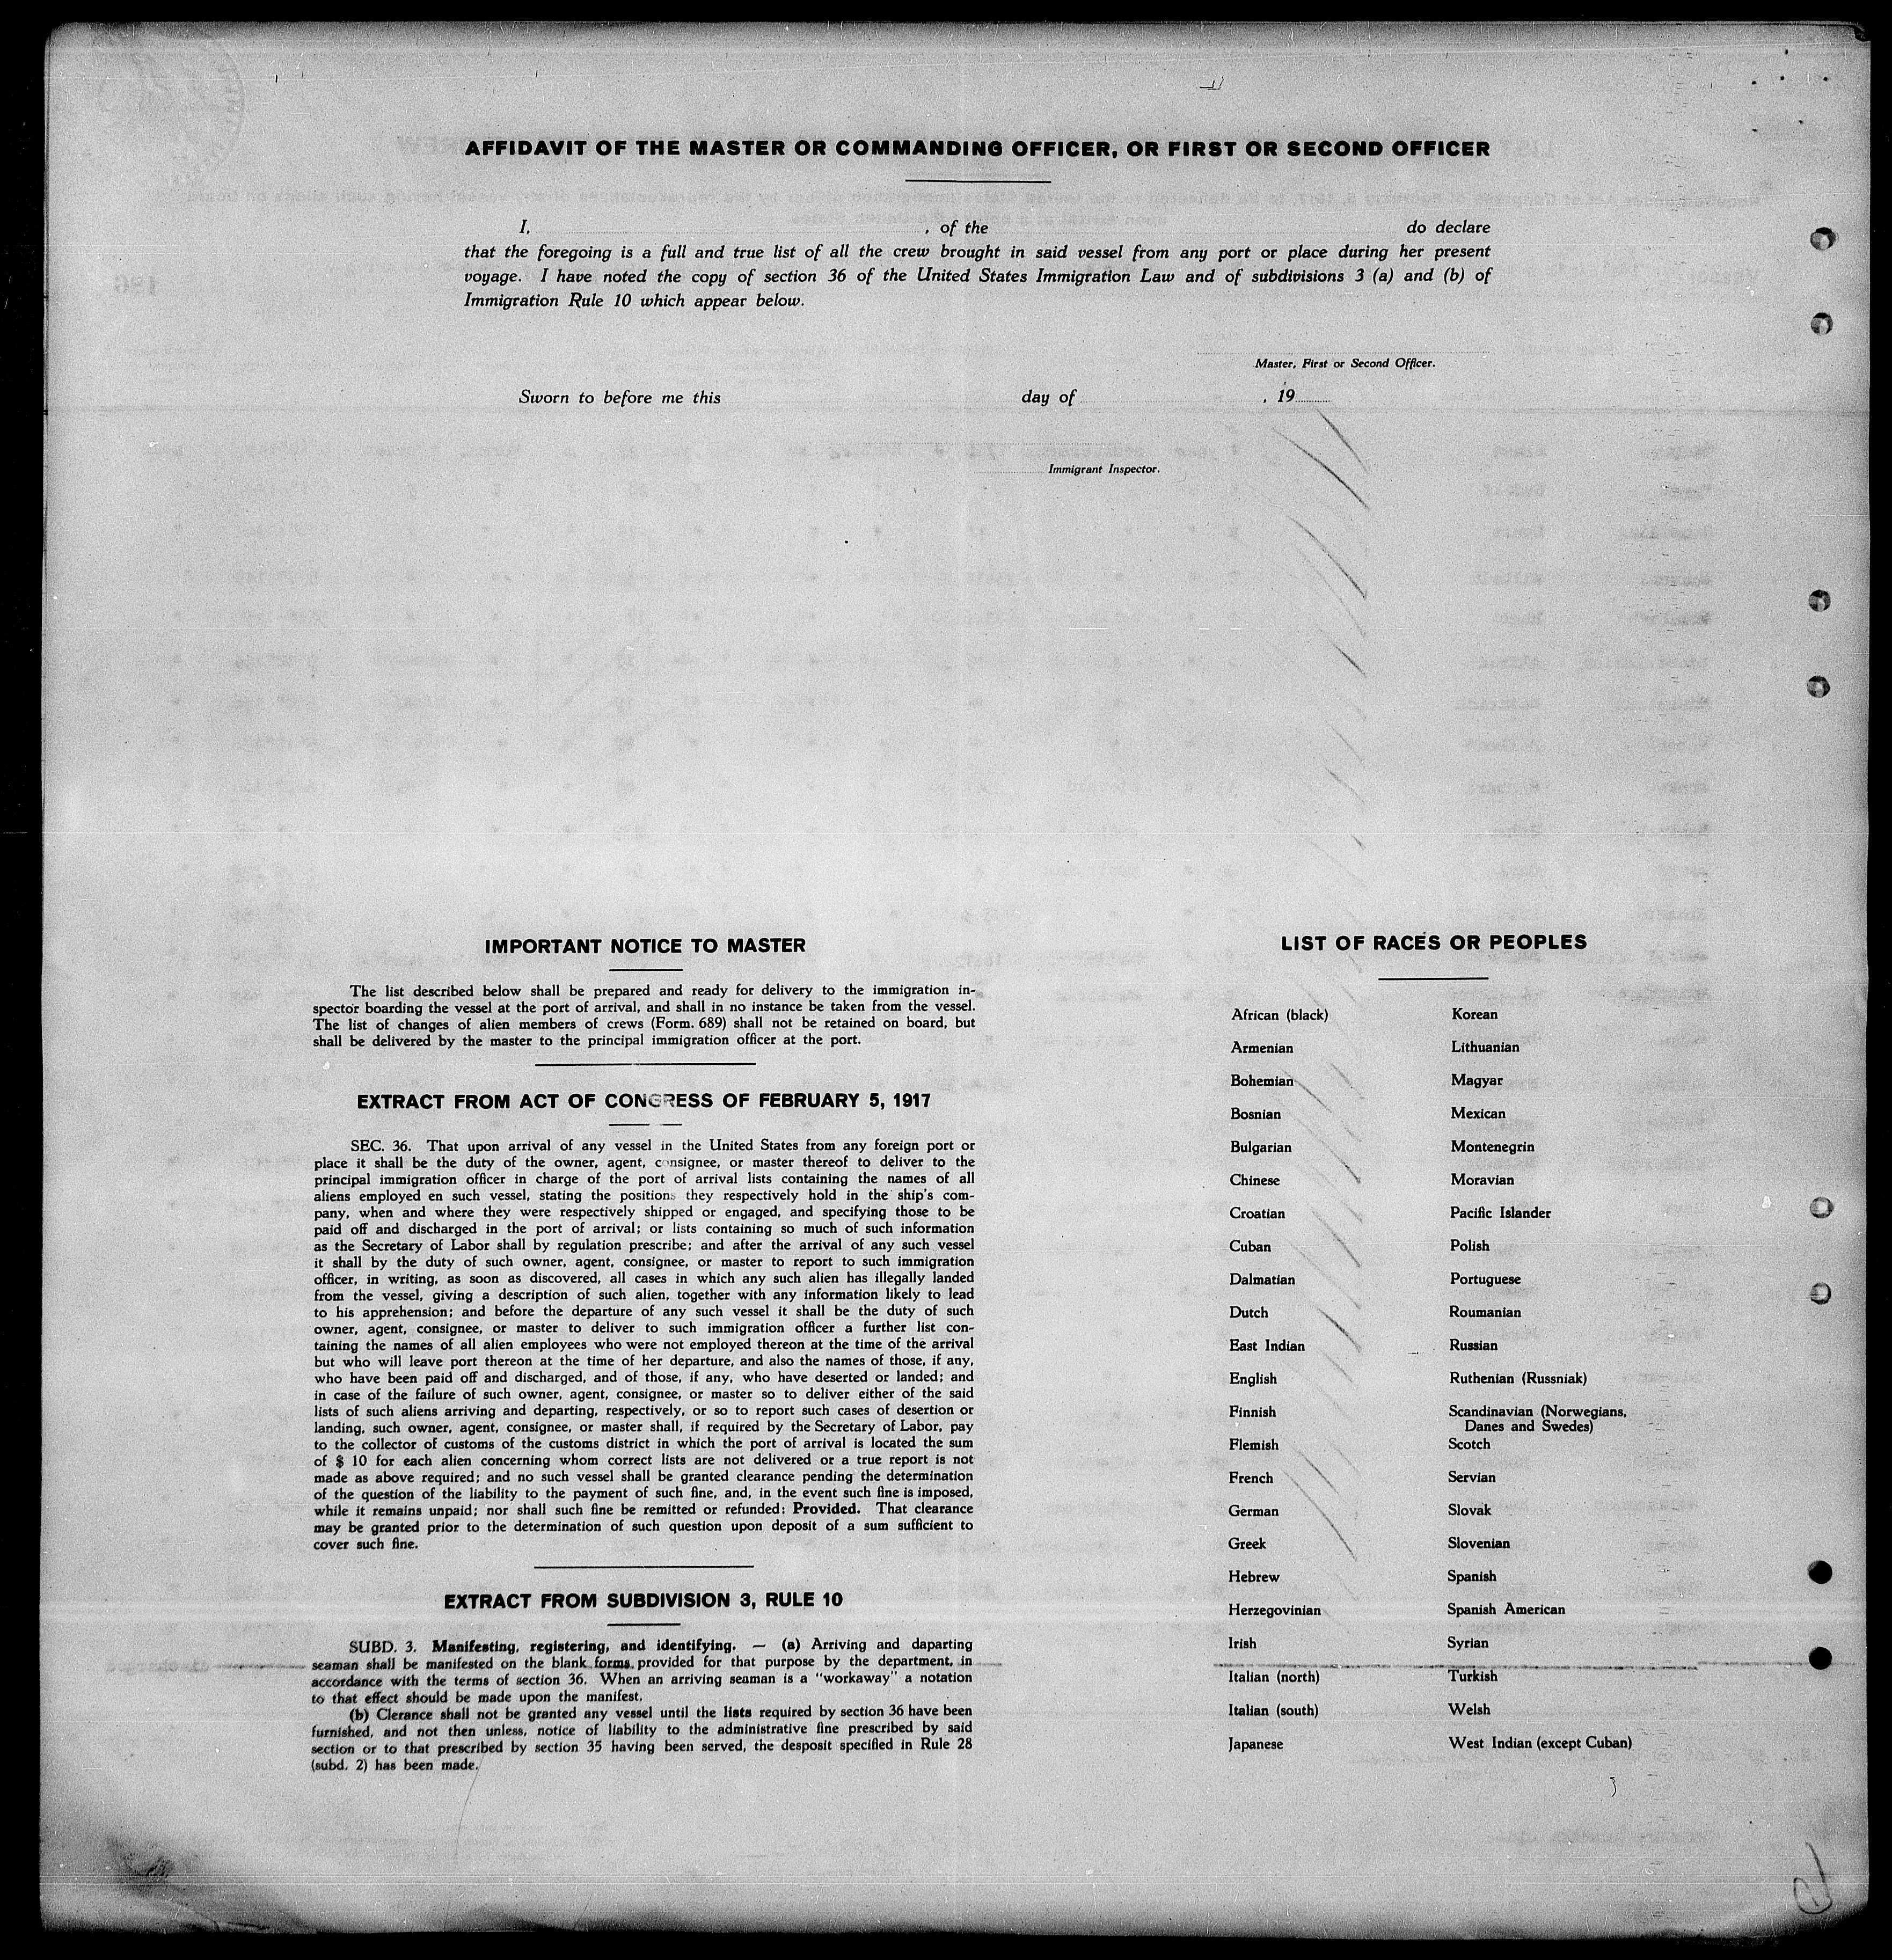 AFFIDAVIT OF THE MASTER OR COMMANDING OFFICER, OR FIRST OR SECOND OFFICER
I, , of the do declare
that the foregoing is a full and true list of all the crew brought in said vessel from any port or place during her present
voyage. I have noted the copy of section 36 of the United States Immigration Law and of subdivisions 3 (a) and (b) of
Immigration Rule 10 which appear below.
Master, First or Second Officer.
Sworn to before me this day of , 19
Immigrant Inspector.
IMPORTANT NOTICE TO MASTER
The list described below shall be prepared and ready for delivery to the immigration in-
spector boarding the vessel at the port of arrival, and shall in no instance be taken from the vessel.
The list of changes of alien members of crews (Form. 689) shall not be retained on board, but
shall be delivered by the master to the principal immigration officer at the port.
EXTRACT FROM ACT OF CONGRESS OF FEBRUARY 5, 1917
SEC. 36. That upon arrival of any vessel in the United States from any foreign port or
place it shall be the duty of the owner, agent, consignee, or master thereof to deliver to the
principal immigration officer in charge of the port of arrival lists containing the names of all
aliens employed en such vessel, stating the positions they respectively hold in the ship's com-
pany, when and where they were respectively shipped or engaged, and specifying those to be
paid off and discharged in the port of arrival; or lists containing so much of such information
as the Secretary of Labor shall by regulation prescribe; and after the arrival of any such vessel
it shall by the duty of such owner, agent, consignee, or master to report to such immigration
officer, in writing, as soon as discovered, all cases in which any such alien has illegally landed
from the vessel, giving a description of such alien, together with any information likely to lead
to his apprehension; and before the departure of any such vessel it shall be the duty of such
owner, agent, consignee, or master to deliver to such immigration officer a further list con-
taining the names of all alien employees who were not employed thereon at the time of the arrival
but who will leave port thereon at the time of her departure, and also the names of those, if any,
who have been paid off and discharged, and of those, if any, who have deserted or landed; and
in case of the failure of such owner, agent, consignee, or master so to deliver either of the said
lists of such aliens arriving and departing, respectively, or so to report such cases of desertion or
landing, such owner, agent, consignee, or master shall, if required by the Secretary of Labor, pay
to the collector of customs of the customs district in which the port of arrival is located the sum
of $ 10 for each alien concerning whom correct lists are not delivered or a true report is not
made as above required; and no such vessel shall be granted clearance pending the determination
of the question of the liability to the payment of such fine, and, in the event such fine is imposed,
while it remains unpaid; nor shall such fine be remitted or refunded: Provided. That clearance
may be granted prior to the determination of such question upon deposit of a sum sufficient to
cover such fine.
EXTRACT FROM SUBDIVISION 3, RULE 10
SUBD. 3. Manifesting, registering, and identifying. — (a) Arriving and daparting
seaman shall be manifested on the blank forms provided for that purpose by the department, in
accordance with the terms of section 36. When an arriving seaman is a "workaway" a notation
to that effect should be made upon the manifest.
(b) Clerance shall not be granted any vessel until the lists required by section 36 have been
furnished, and not then unless, notice of liability to the administrative fine prescribed by said
section or to that prescribed by section 35 having been served, the desposit specified in Rule 28
(subd. 2) has been made.
LIST OF RACES OR PEOPLES
African (black)
Armenian
Bohemian
Bosnian
Bulgarian
Chinese
Croatian
Cuban
Dalmatian
Dutch
East Indian
English
Finnish
Flemish
French
German
Greek
Hebrew
Herzegovinian
Irish
Italian (north)
Italian (south)
Japanese
Korean
Lithuanian
Magyar
Mexican
Montenegrin
Moravian
Pacific Islander
Polish
Portuguese
Roumanian
Russian
Ruthenian (Russniak)
Scandinavian (Norwegians,
Danes and Swedes)
Scotch
Servian
Slovak
Slovenian
Spanish
Spanish American
Syrian
Turkish
Welsh
West Indian (except Cuban)